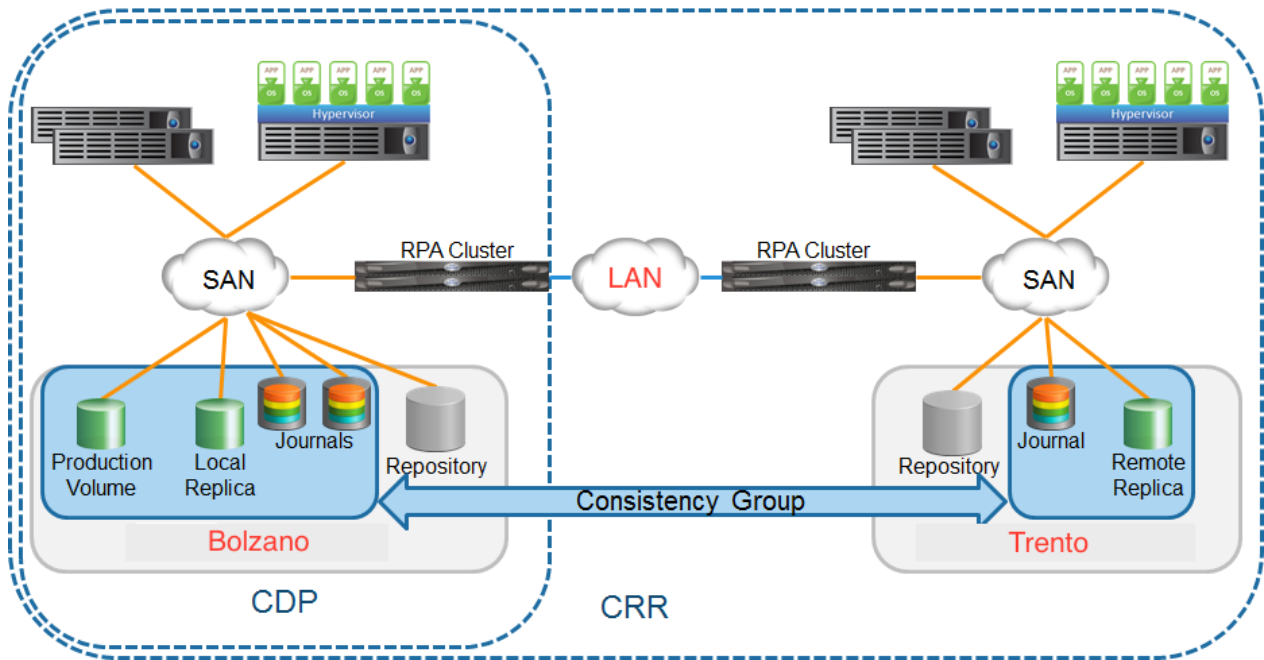 APP APP APP APP APP
OS OS OS OS OS
Hypervisor
APP APP APP APP APP
OS OS OS OS OS
Hypervisor
RPA Cluster
RPA Cluster
SAN
LAN
SAN
Production
Volume
Local
Replica
Journals
Repository
Repository
Journal
Remote
Replica
Consistency Group
Bolzano
Trento
CDP
CRR